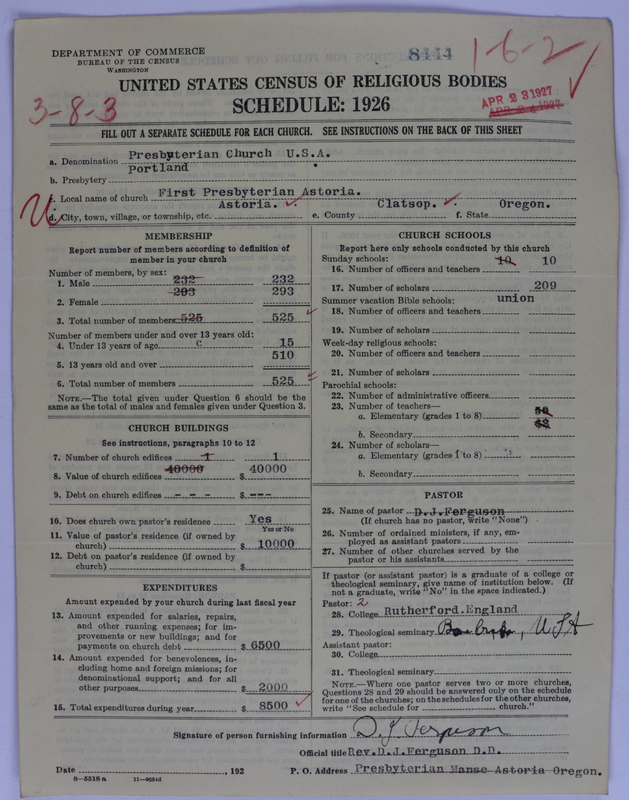 DEPARTMENT OF COMMERCE
BUREAU OF THE CENSUS
WASHINGTON
8444
1-6-2
UNITED STATES CENSUS OF RELIGIOUS BODIES
SCHEDULE: 1926
3-8-3
APR 23 1927
FILL OUT A SEPARATE SCHEDULE FOR EACH CHURCH. SEE INSTRUCTIONS ON THE BACK OF THIS SHEET
a. Denomination Presbyterian Church U.S.A.
b. Presbytery Portland
c. Local name of church First Presbyterian Astoria.
d. City, town, village, or township, etc. Astoria. e. County Clatsop. f. State Oregon.
MEMBERSHIP
Report number of members according to definition of
member in your church
Number of members, by sex:
1. Male 232 232
2. Female 293 293
3. Total number of members 525 525
Number of members under and over 13 years old:
4. Under 13 years of age c 15
5. 13 years old and over 510
6. Total number of members 525
NOTE.—The total given under Question 6 should be
same as the total of males and females given under Question 3.
CHURCH BUILDINGS
See instructions, paragraphs 10 to 12
7. Number of church edifices 1 1
8. Value of church edifices 40000 $ 40000
9. Debt on church edifices - - - $ ---
10. Does church own pastor's residence Yes
Yes or No
11. Value of pastor's residence (if owned by
church) $ 10000
12. Debt on pastor's residence (if owned by
church) $
EXPENDITURES
Amount expended by your church during last fiscal year
13. Amount expended for salaries, repairs,
and other running expenses; for im-
provements or new buildings; and for
payments on church debt $ 6500
14. Amount expended for benevolences, in-
cluding home and foreign missions; for
denominational support; and for all
other purposes $ 2000
15. Total expenditures during year $ 8500
CHURCH SCHOOLS
Report here only schools conducted by this church
Sunday schools:
16. Number of officers and teachers 10 10
17. Number of scholars 209
Summer vacation Bible schools: union
18. Number of officers and teachers
19. Number of scholars
Week-day religious schools:
20. Number of officers and teachers
21. Number of scholars
Parochial schools:
22. Number of administrative officers
23. Number of teachers—
a. Elementary (grades 1 to 8)
b. Secondary
24. Number of scholars—
a. Elementary (grades 1 to 8)
b. Secondary
PASTOR
25. Name of pastor D.J.Ferguson
(If church has no pastor, write "None")
26. Number of ordained ministers, if any, em-
ployed as assistant pastors
27. Number of other churches served by the
pastor or his assistants
If pastor (or assistant pastor) is a graduate of a college or
theological seminary, give name of institution below. (If
not a graduate, write "No" in the space indicated.)
Pastor: 2
28. College Rutherford.England
29. Theological seminary , USA
Assistant pastor:
30. College
31. Theological seminary
NOTE.—Where one pastor serves two or more churches,
Questions 28 and 29 should be answered only on the schedule
for one of the churches; on the schedules for the other churches,
write "See schedule for church."
Signature of person furnishing information D. J. Ferguson
Official title Rev.D.J.Ferguson D.D.
Date , 192 P. O. Address Presbyterian Manse Astoria Oregon.
8-5518 a